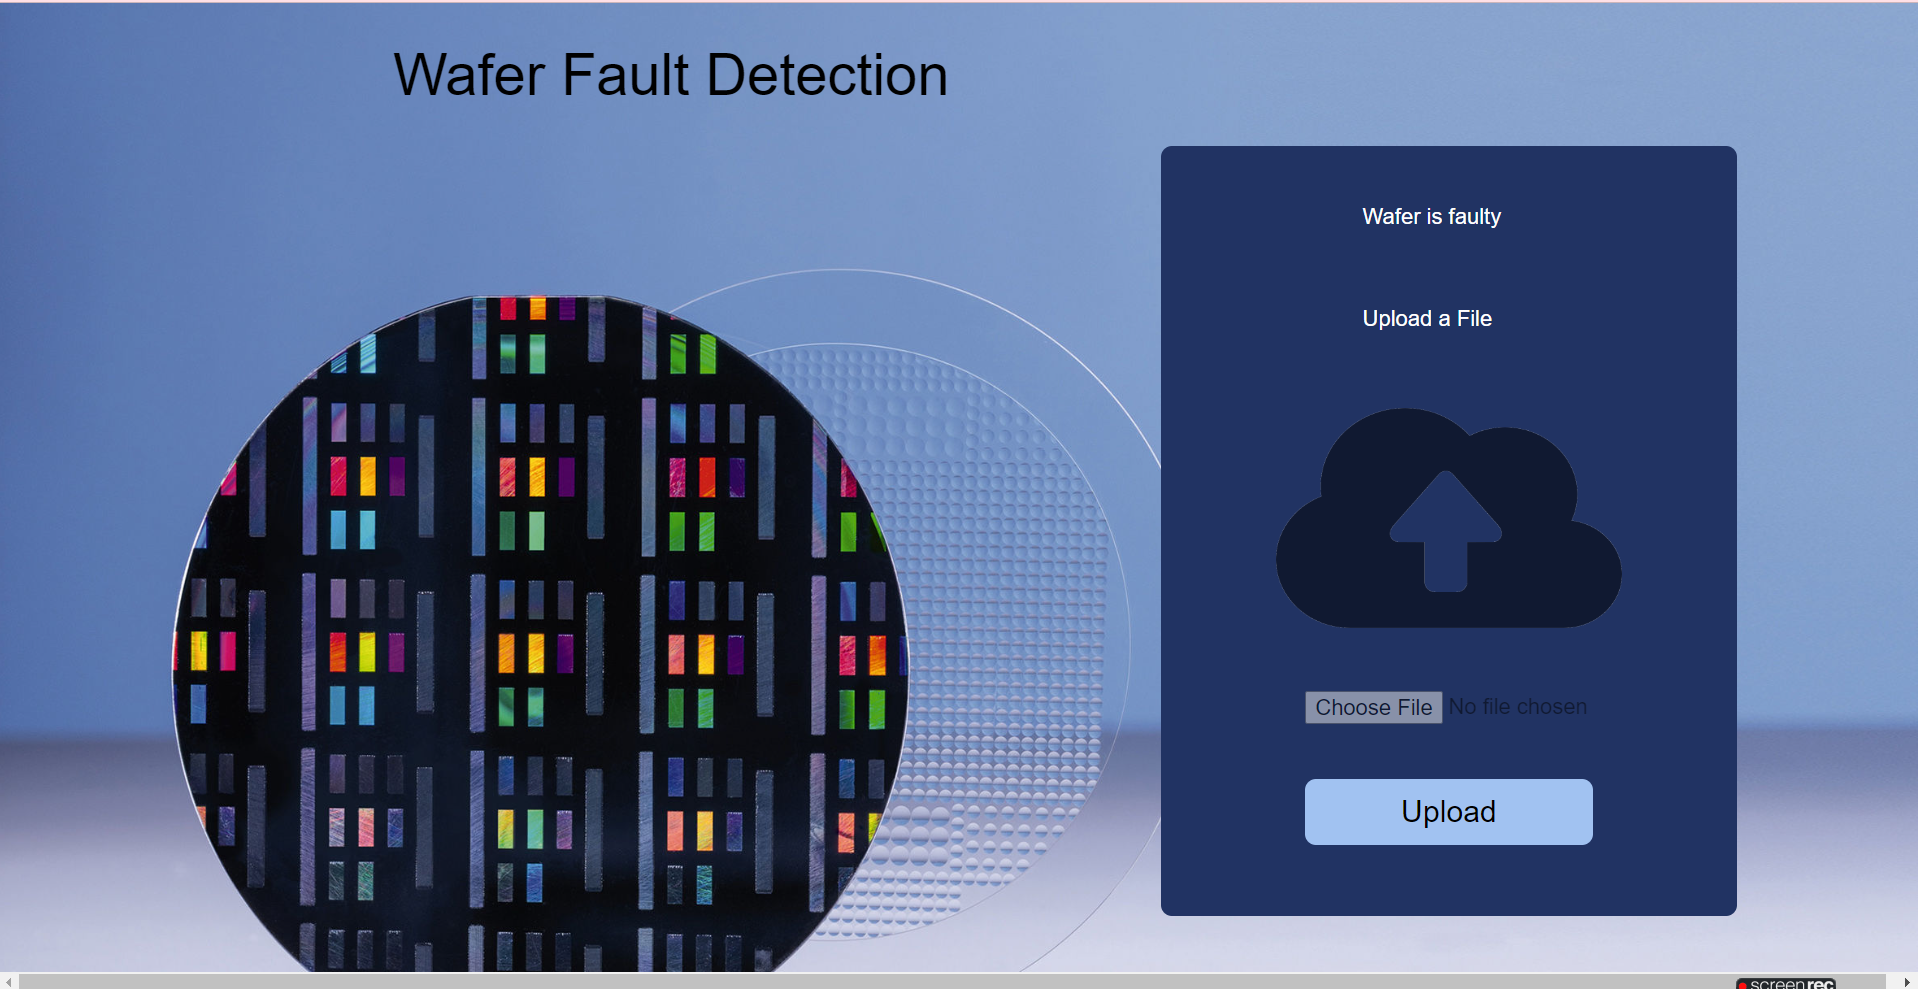 Wafer Fault Detection
Wafer is faulty
Upload a File
Choose File No file chosen
Upload
screenrec